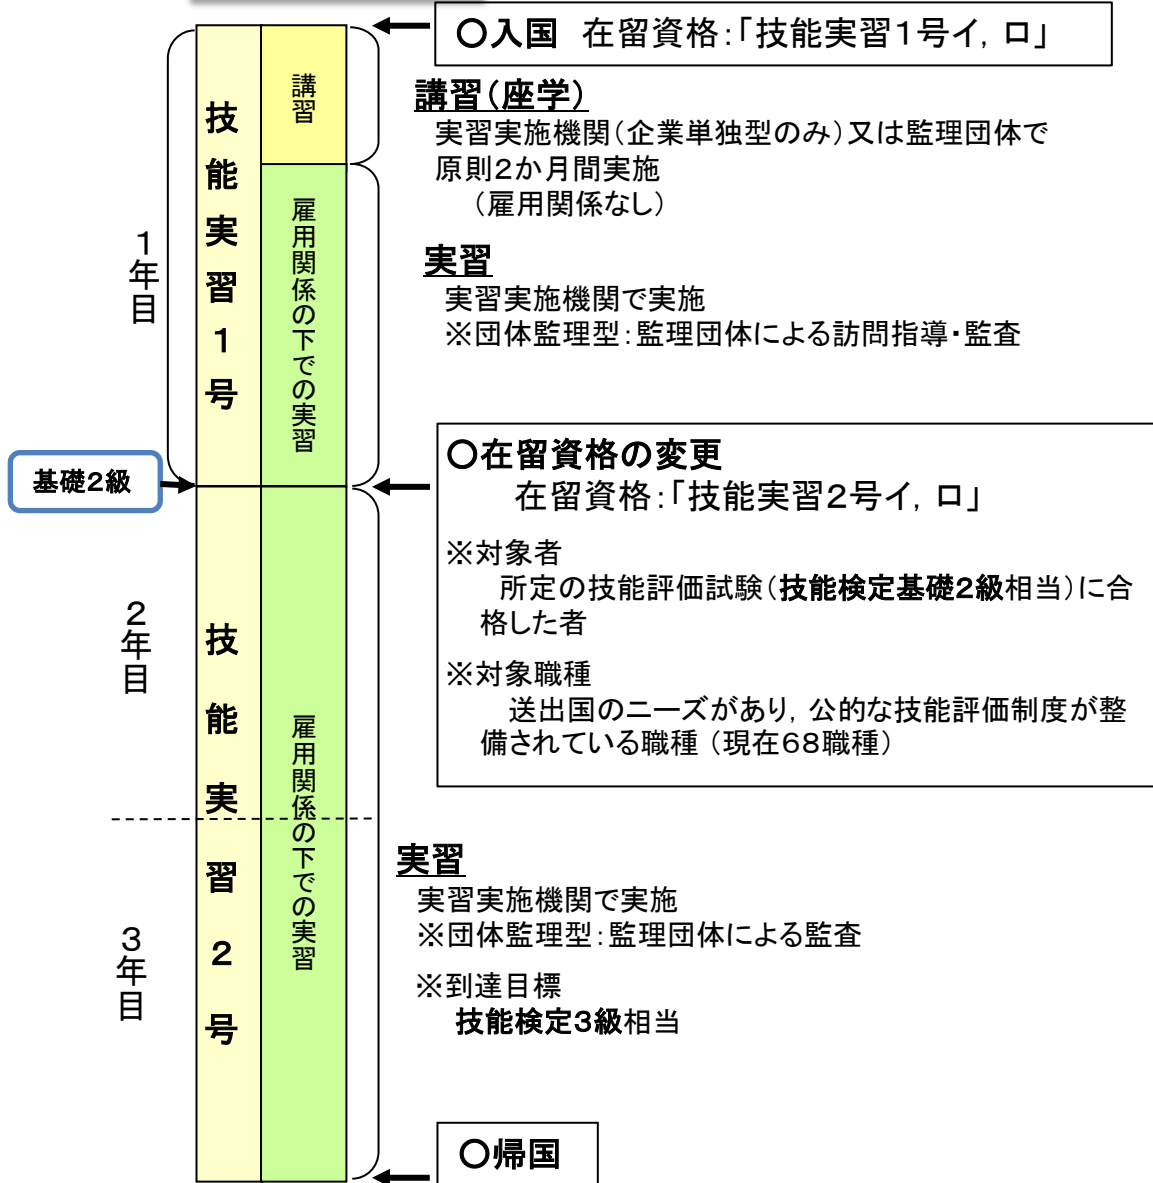 ○入国 在留資格：「技能実習１号イ，ロ」
講習（座学）
実習実施機関（企業単独型のみ）又は監理団体で
原則２か月間実施
（雇用関係なし）
実習
実習実施機関で実施
※団体監理型：監理団体による訪問指導・監査
１年目
技能実習１号
講習
雇用関係の下での実習
基礎２級
○在留資格の変更
在留資格：「技能実習２号イ，ロ」
※対象者
所定の技能評価試験（技能検定基礎２級相当）に合
格した者
※対象職種
送出国のニーズがあり，公的な技能評価制度が整
備されている職種（現在６８職種）
２年目
３年目
技能実習２号
雇用関係の下での実習
実習
実習実施機関で実施
※団体監理型：監理団体による監査
※到達目標
技能検定３級相当
○帰国